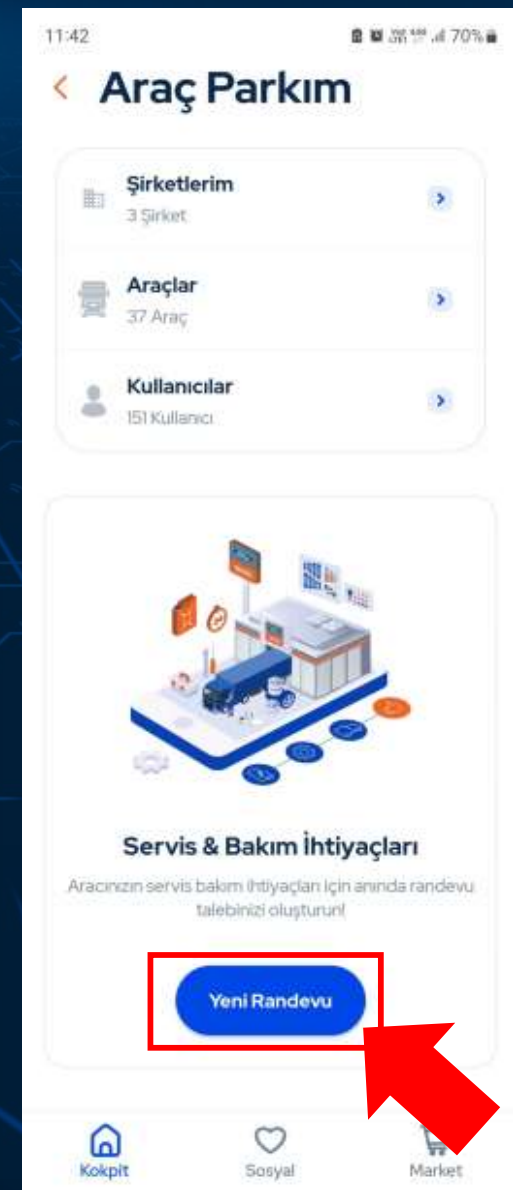 11:42
70%
Araç Parkım
Şirketlerim
3 Şirket
Araçlar
37 Araç
Kullanıcılar
151 Kullanıcı
Servis & Bakım İhtiyaçları
Aracınızın servis bakım ihtiyaçları için anında randevu
talebinizi oluşturun!
Yeni Randevu
Kokpit
Sosyal
Market